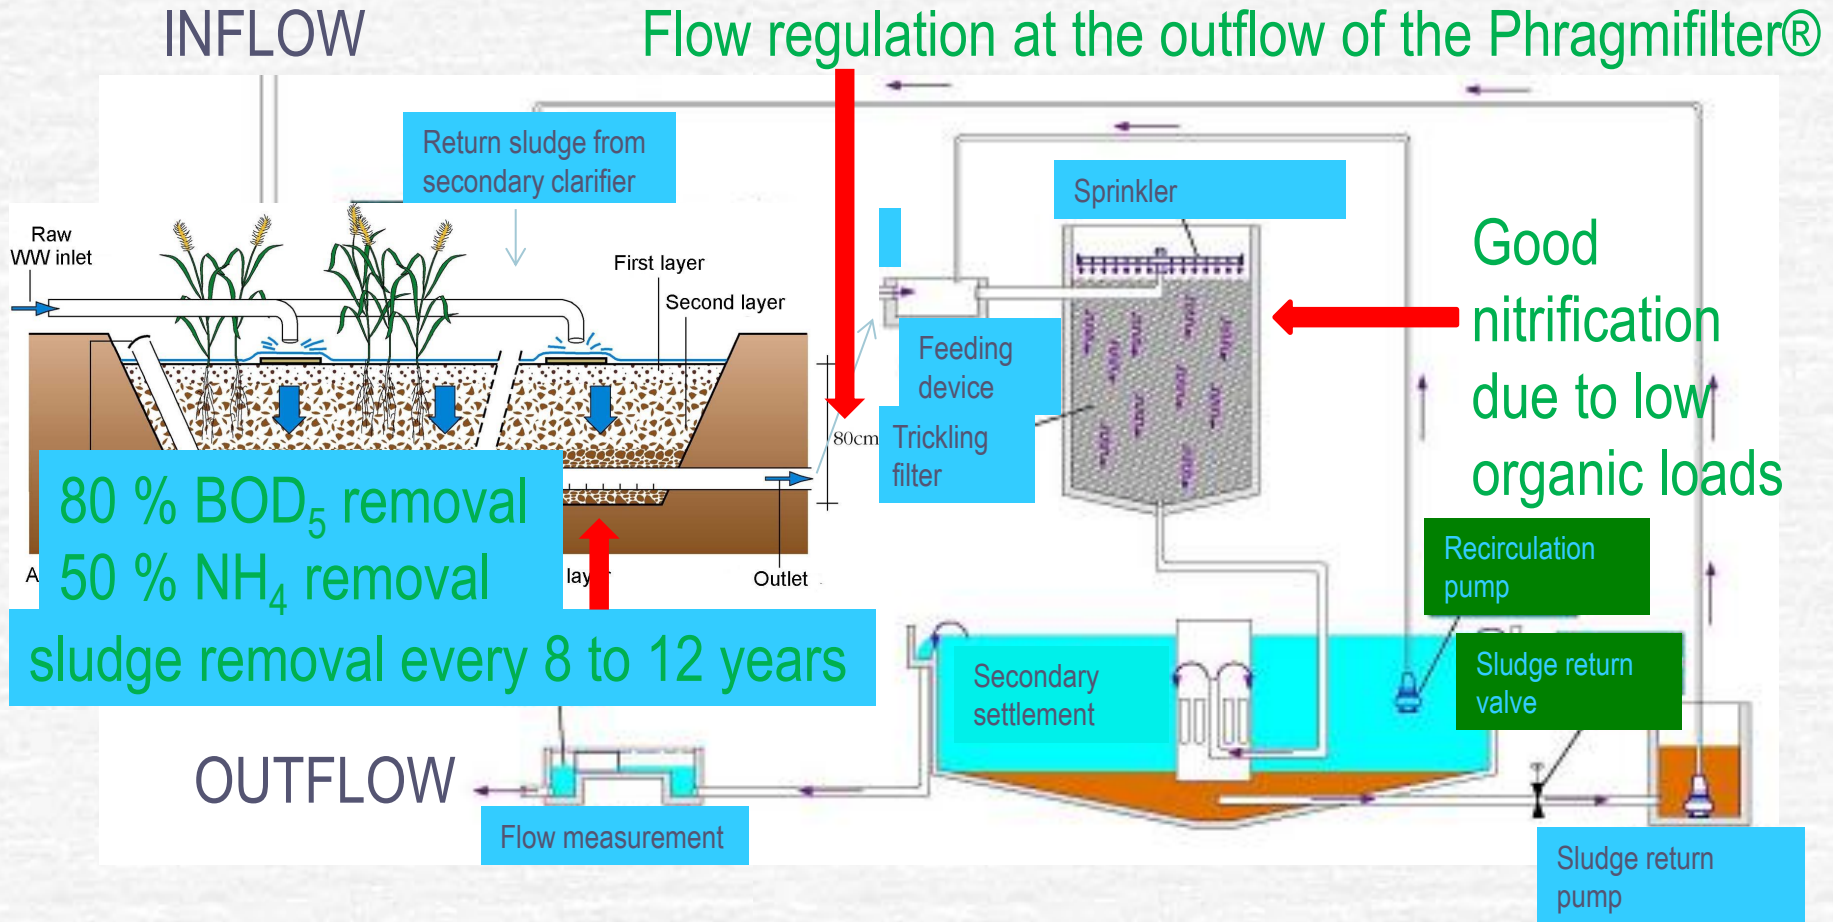 INFLOW
Flow regulation at the outflow of the Phragmifilter®
Return sludge from
secondary clarifier
Sprinkler
Raw
WW inlet
First layer
Second layer
Good
nitrification
due to low
organic loads
Feeding
device
80cm
Trickling
filter
80 % BOD5 removal
50 % NH4 removal
A
layer
Outlet
sludge removal every 8 to 12 years
Recirculation
pump
Secondary
settlement
Sludge return
valve
OUTFLOW
Flow measurement
Sludge return
pump